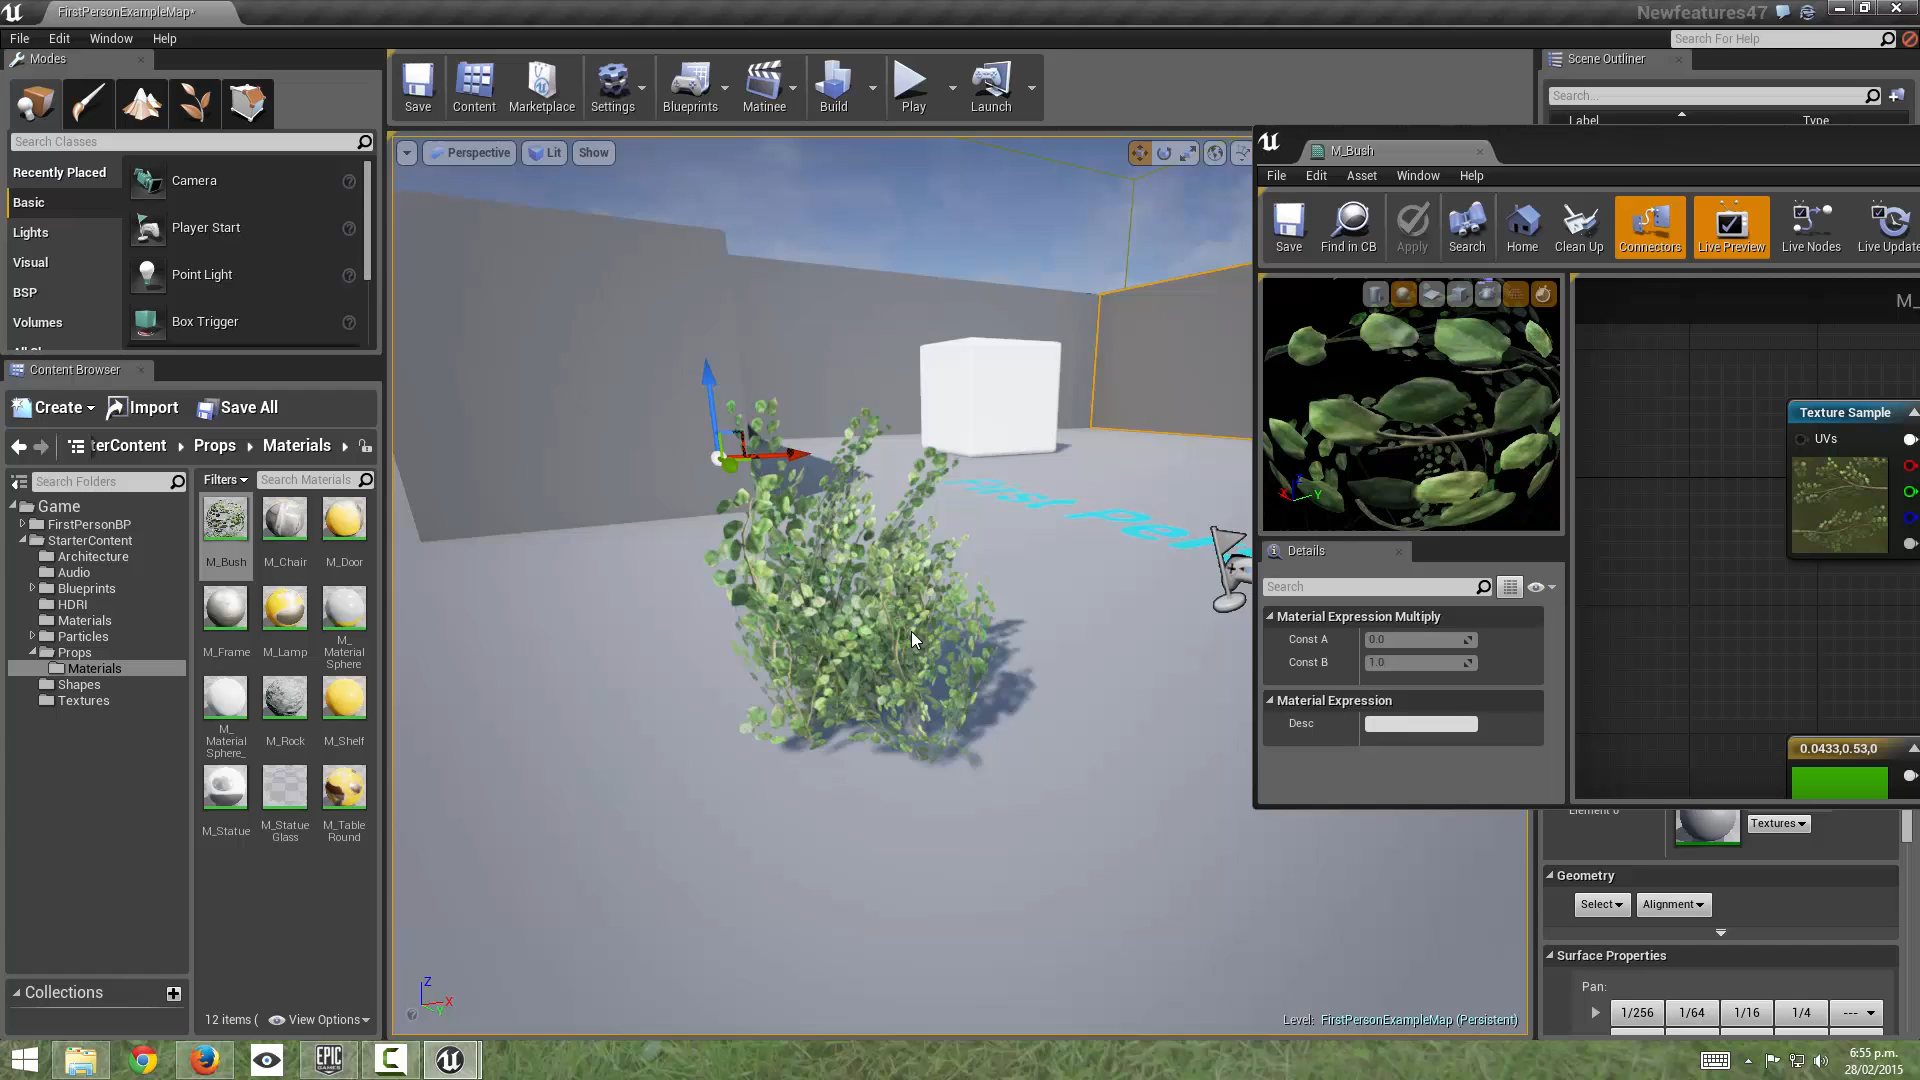 FirstPersonExampleMap*
Newfeatures47
File Edit Window Help
Search For Help
Modes
Search Classes
Recently Placed
Basic
Lights
Visual
BSP
Volumes
Camera
Player Start
Point Light
Box Trigger
Save
Content
Marketplace
Settings
Blueprints
Matinee
Build
Play
Launch
Scene Outliner
Search...
Label
Type
Perspective
Lit
Show
M_Bush
File Edit Asset Window Help
Save
Find in CB
Apply
Search
Home
Clean Up
Connectors
Live Preview
Live Nodes
Live Update
M_
Texture Sample
UVs
0.0433,0.53,0
Details
Search
Material Expression Multiply
Const A 0.0
Const B 1.0
Material Expression
Desc
Content Browser
Create
Import
Save All
terContent
Props
Materials
Search Folders
Filters
Search Materials
Game
FirstPersonBP
StarterContent
Architecture
Audio
Blueprints
HDRI
Materials
Particles
Props
Materials
Shapes
Textures
M_Bush
M_Chair
M_Door
M_Frame
M_Lamp
M_
Material
Sphere
M_
Material
Sphere_
M_Rock
M_Shelf
M_Statue
M_Statue
Glass
M_Table
Round
Collections
12 items (
View Options
Z
X
Y
Level: FirstPersonExampleMap (Persistent)
Textures
Geometry
Select
Alignment
Surface Properties
Pan:
1/256
1/64
1/16
1/4
---
EPIC
GAMES
6:55 p.m.
28/02/2015